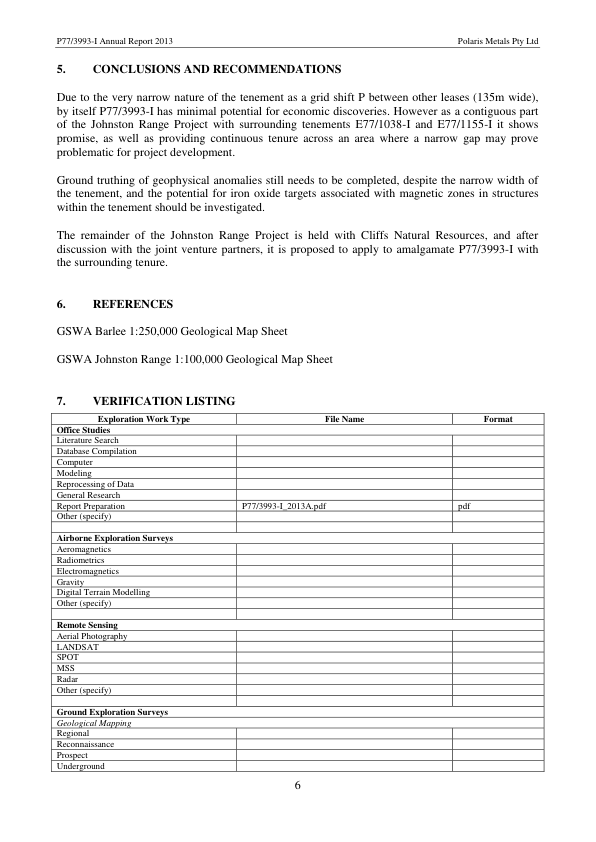 P77/3993-I Annual Report 2013 Polaris Metals Pty Ltd
5. CONCLUSIONS AND RECOMMENDATIONS
Due to the very narrow nature of the tenement as a grid shift P between other leases (135m wide),
by itself P77/3993-I has minimal potential for economic discoveries. However as a contiguous part
of the Johnston Range Project with surrounding tenements E77/1038-I and E77/1155-I it shows
promise, as well as providing continuous tenure across an area where a narrow gap may prove
problematic for project development.
Ground truthing of geophysical anomalies still needs to be completed, despite the narrow width of
the tenement, and the potential for iron oxide targets associated with magnetic zones in structures
within the tenement should be investigated.
The remainder of the Johnston Range Project is held with Cliffs Natural Resources, and after
discussion with the joint venture partners, it is proposed to apply to amalgamate P77/3993-I with
the surrounding tenure.
6. REFERENCES
GSWA Barlee 1:250,000 Geological Map Sheet
GSWA Johnston Range 1:100,000 Geological Map Sheet
7. VERIFICATION LISTING
Exploration Work Type File Name Format
Office Studies
Literature Search
Database Compilation
Computer
Modeling
Reprocessing of Data
General Research
Report Preparation P77/3993-I_2013A.pdf pdf
Other (specify)
Airborne Exploration Surveys
Aeromagnetics
Radiometrics
Electromagnetics
Gravity
Digital Terrain Modelling
Other (specify)
Remote Sensing
Aerial Photography
LANDSAT
SPOT
MSS
Radar
Other (specify)
Ground Exploration Surveys
Geological Mapping
Regional
Reconnaissance
Prospect
Underground
6